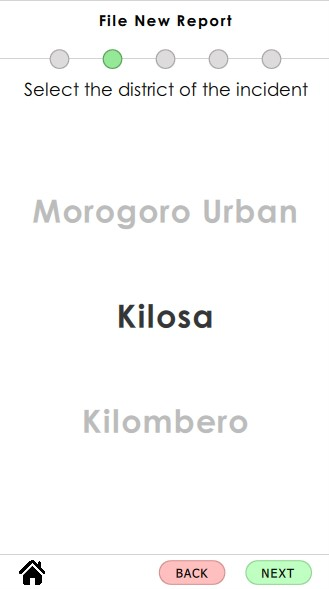 File New Report
Select the district of the incident
Morogoro Urban
Kilosa
Kilombero
BACK NEXT